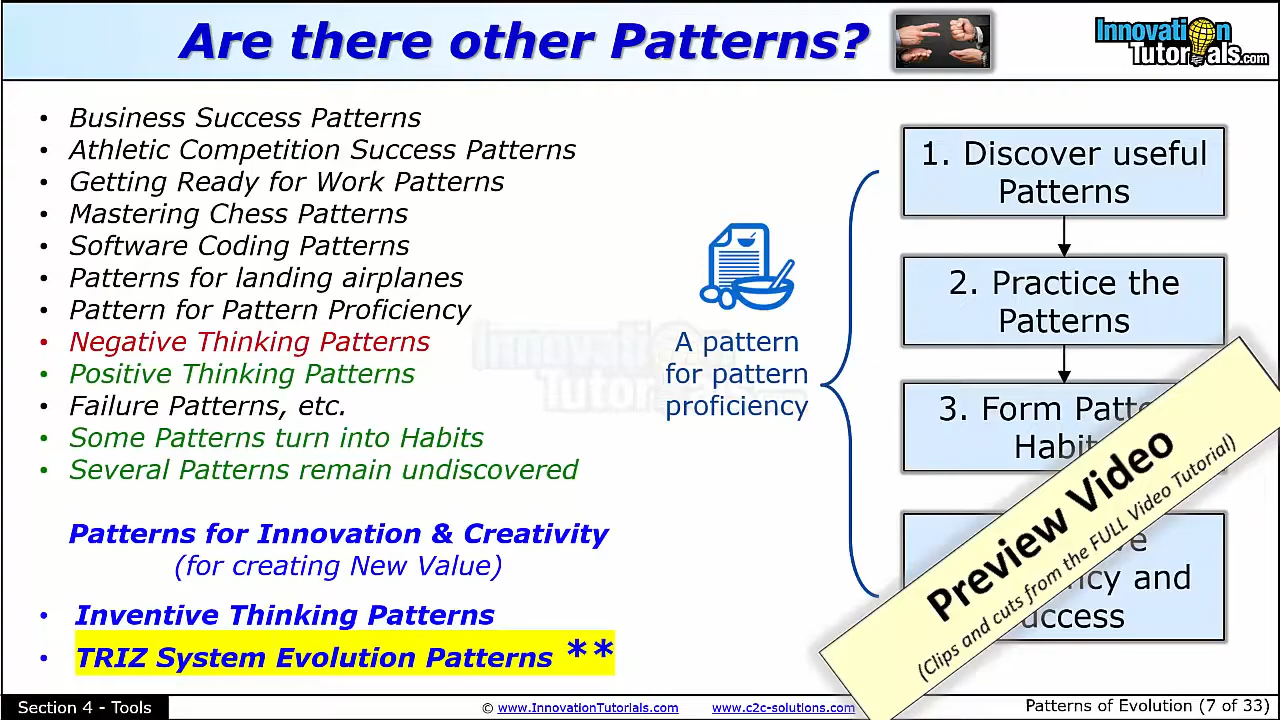 Are there other Patterns?
Innovation
Tutorials.com
• Business Success Patterns
• Athletic Competition Success Patterns
• Getting Ready for Work Patterns
• Mastering Chess Patterns
• Software Coding Patterns
• Patterns for landing airplanes
• Pattern for Pattern Proficiency
• Negative Thinking Patterns
• Positive Thinking Patterns
• Failure Patterns, etc.
• Some Patterns turn into Habits
• Several Patterns remain undiscovered
Patterns for Innovation & Creativity
(for creating New Value)
• Inventive Thinking Patterns
• TRIZ System Evolution Patterns **
A pattern
for pattern
proficiency
1. Discover useful
Patterns
2. Practice the
Patterns
3. Form
and
Preview Video
(Clips and cuts from the FULL Video Tutorial)
Section 4 - Tools
© www.InnovationTutorials.com
www.c2c-solutions.com
Patterns of Evolution (7 of 33)